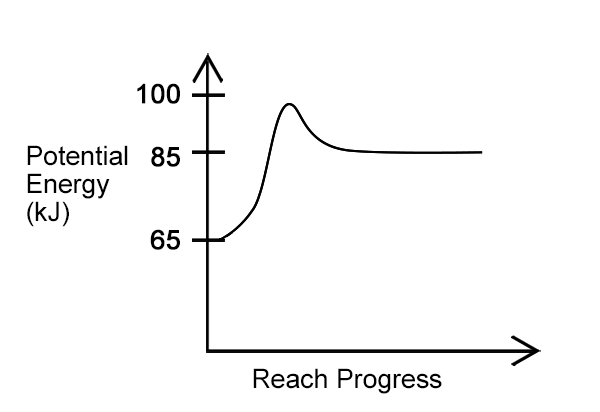 100
Potential
Energy
(kJ)
85
65
Reach Progress